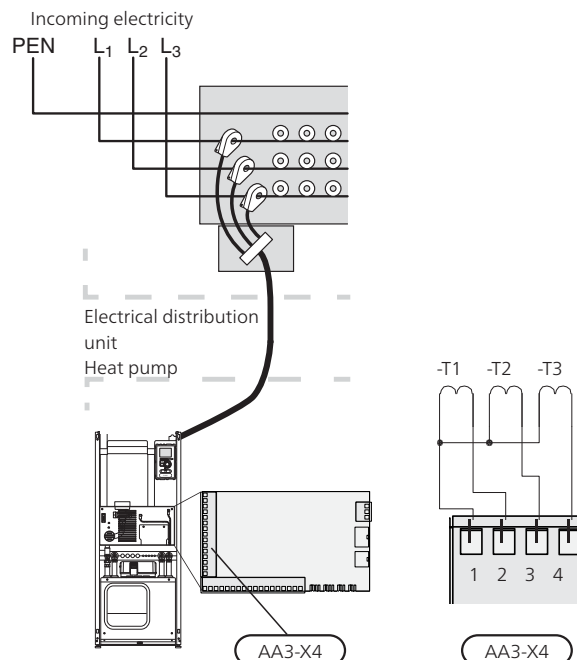 Incoming electricity
PEN L1 L2 L3
Electrical distribution
unit
Heat pump
-T1 -T2 -T3
1 2 3 4
AA3-X4 AA3-X4